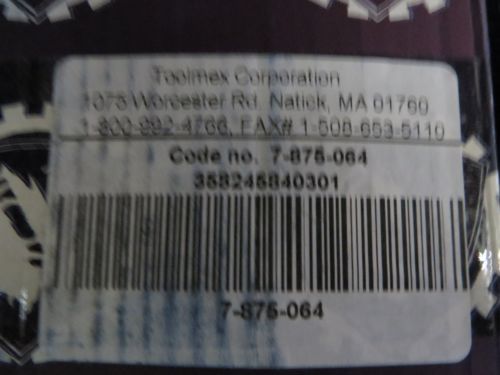 Toolmex Corporation
1075 Worcester Rd. Natick, MA 01760
1-800-992-4766, FAX# 1-508-653-5110
Code no. 7-875-064
358245840301
7-875-064